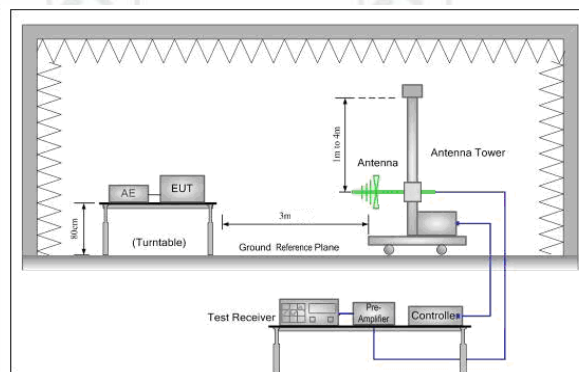 1m to 4m
Antenna
Antenna Tower
AE
EUT
80cm
(Turntable)
3m
Ground Reference Plane
Test Receiver
Pre-
Amplifier
Controller